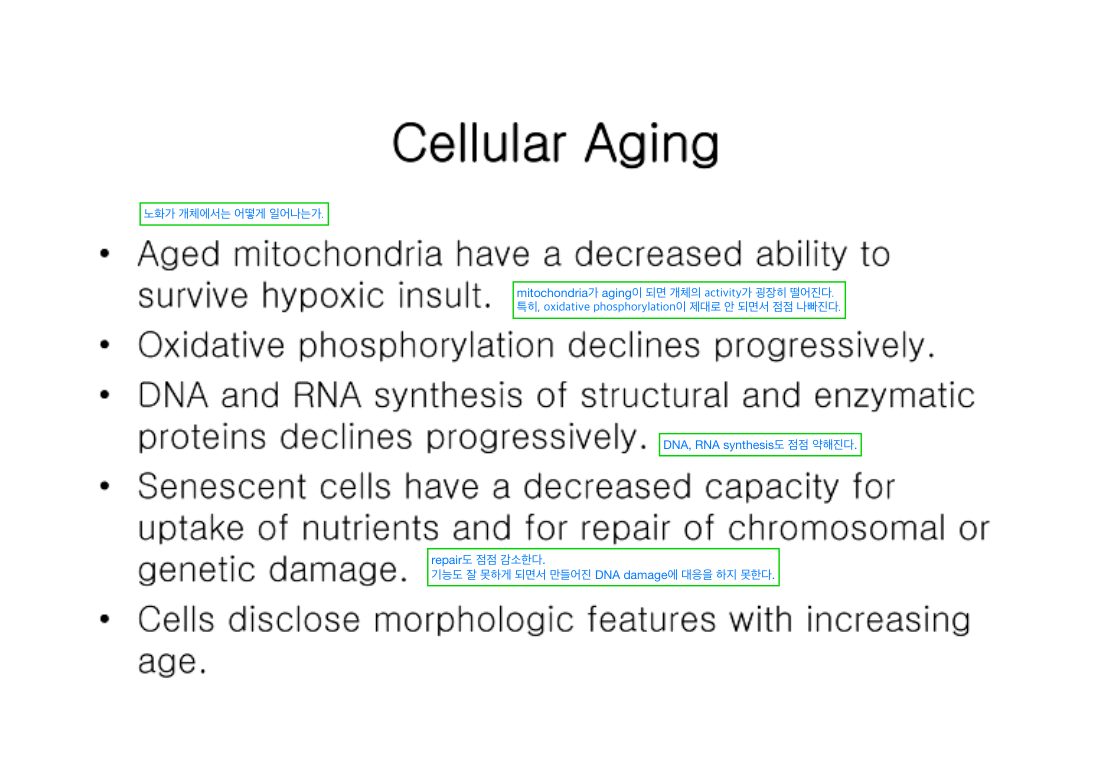 Cellular Aging
노화가 개체에서는 어떻게 일어나는가.
• Aged mitochondria have a decreased ability to
survive hypoxic insult.
mitochondria가 aging이 되면 개체의 activity가 굉장히 떨어진다.
특히, oxidative phosphorylation이 제대로 안 되면서 점점 나빠진다.
• Oxidative phosphorylation declines progressively.
• DNA and RNA synthesis of structural and enzymatic
proteins declines progressively.
DNA, RNA synthesis도 점점 약해진다.
• Senescent cells have a decreased capacity for
uptake of nutrients and for repair of chromosomal or
genetic damage.
repair도 점점 감소한다.
기능도 잘 못하게 되면서 만들어진 DNA damage에 대응을 하지 못한다.
• Cells disclose morphologic features with increasing
age.